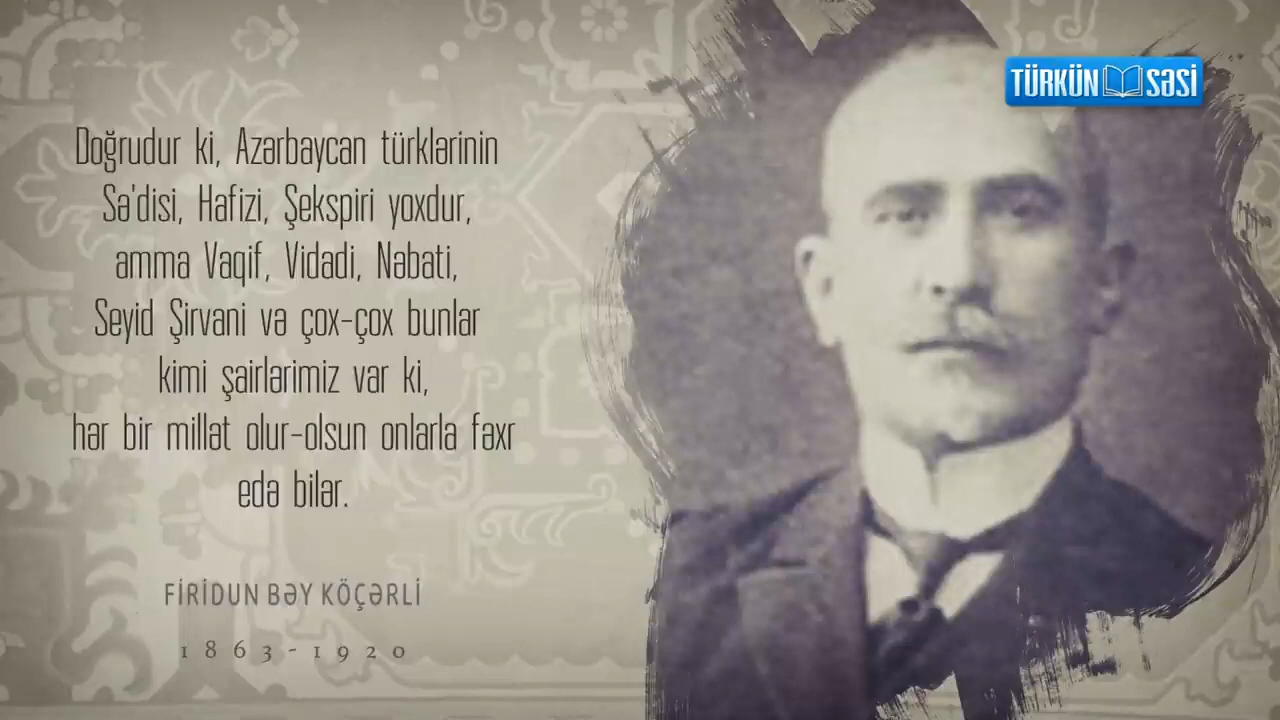 TÜRKÜN SƏSİ
Doğrudur ki, Azərbaycan türklərinin
Sə'disi, Hafizi, Şekspiri yoxdur,
amma Vaqif, Vidadi, Nəbati,
Seyid Şirvani və çox-çox bunlar
kimi şairlərimiz var ki,
hər bir millət olur-olsun onlarla fəxr
edə bilər.
FİRİDUN BƏY KÖÇƏRLİ
1863-1920